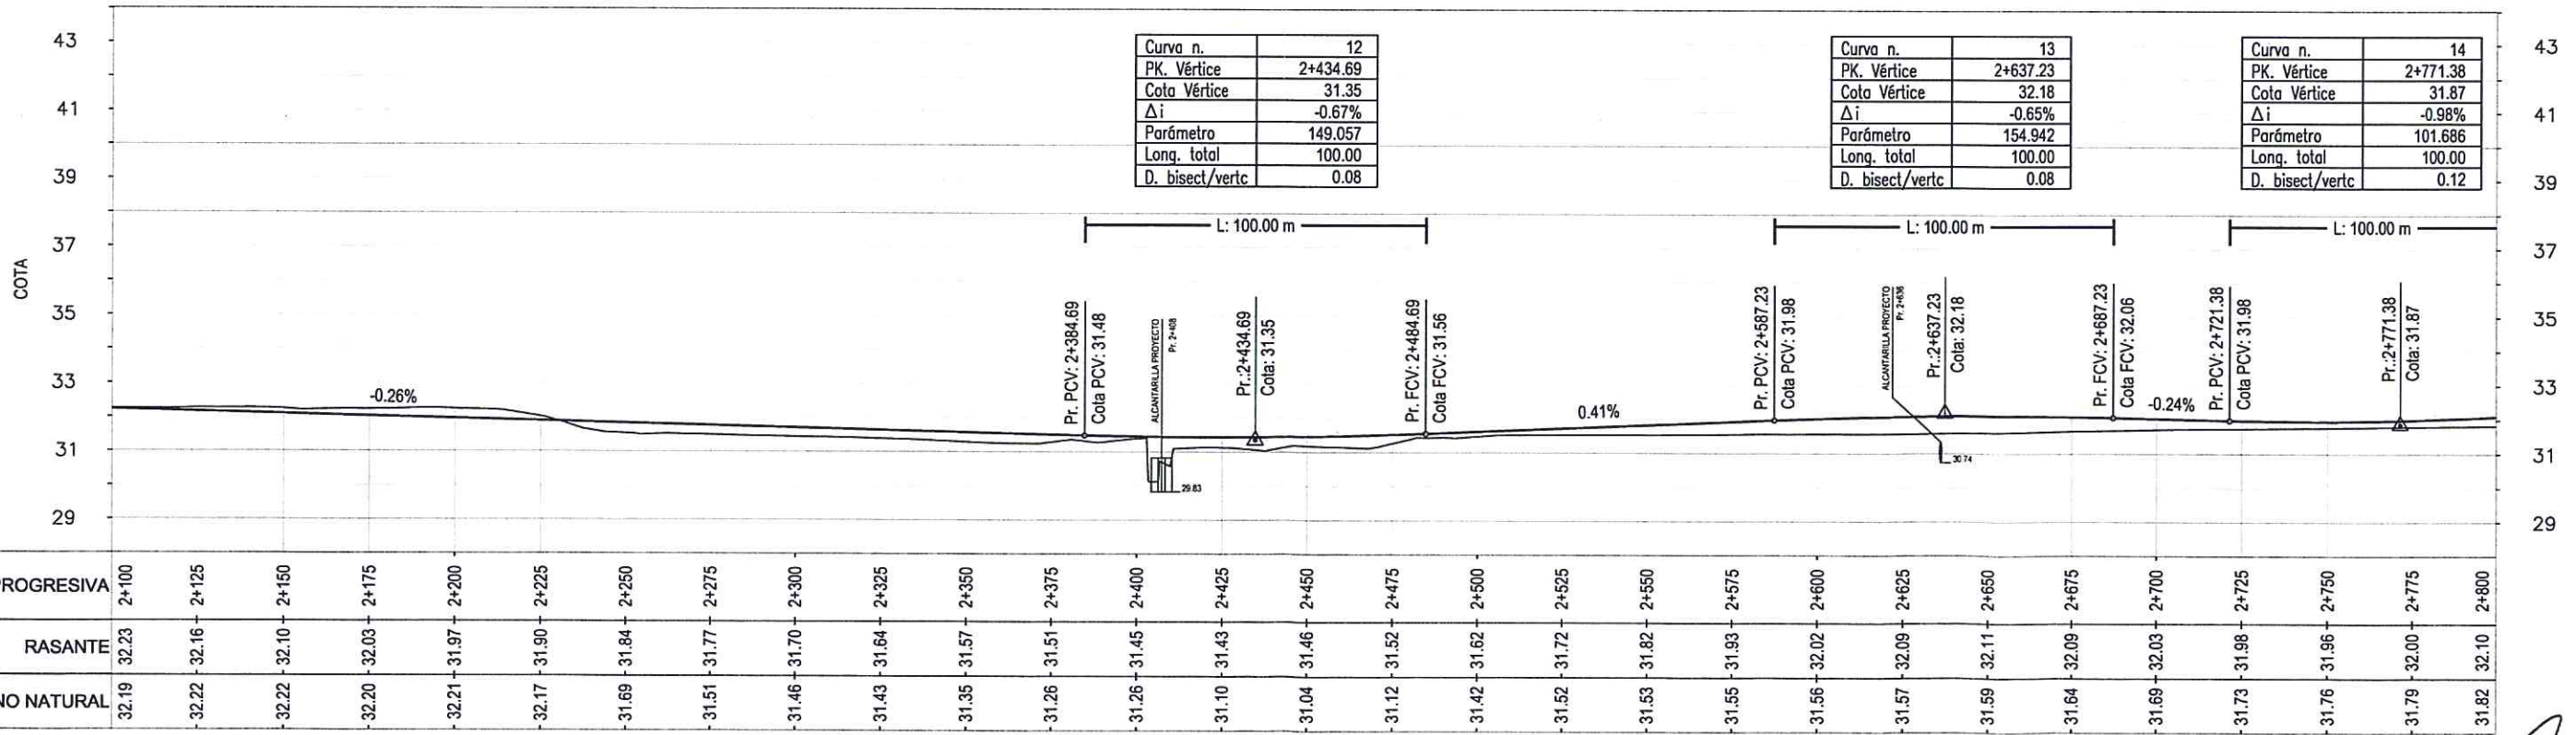 43
41
39
37
35
33
31
29
COTA
Curva n. 12
PK. Vértice 2+434.69
Cota Vértice 31.35
Δi -0.67%
Parámetro 149.057
Long. total 100.00
D. bisect/vertc 0.08
Curva n. 13
PK. Vértice 2+637.23
Cota Vértice 32.18
Δi -0.65%
Parámetro 154.942
Long. total 100.00
D. bisect/vertc 0.08
Curva n. 14
PK. Vértice 2+771.38
Cota Vértice 31.87
Δi -0.98%
Parámetro 101.686
Long. total 100.00
D. bisect/vertc 0.12
43
41
39
37
35
33
31
29
L: 100.00 m
L: 100.00 m
L: 100.00 m
-0.26%
Pr. PCV: 2+384.69
Cota PCV: 31.48
ALCANTARILLA PROYECTO
Pr. 2+408
29.83
Pr.:2+434.69
Cota: 31.35
Pr. FCV: 2+484.69
Cota FCV: 31.56
0.41%
Pr. PCV: 2+587.23
Cota PCV: 31.98
ALCANTARILLA PROYECTO
Pr. 2+636
30.74
Pr.:2+637.23
Cota: 32.18
Pr. FCV: 2+687.23
Cota FCV: 32.06
-0.24%
Pr. PCV: 2+721.38
Cota PCV: 31.98
Pr.:2+771.38
Cota: 31.87
PROGRESIVA 2+100 2+125 2+150 2+175 2+200 2+225 2+250 2+275 2+300 2+325 2+350 2+375 2+400 2+425 2+450 2+475 2+500 2+525 2+550 2+575 2+600 2+625 2+650 2+675 2+700 2+725 2+750 2+775 2+800
RASANTE 32.23 32.16 32.10 32.03 31.97 31.90 31.84 31.77 31.70 31.64 31.57 31.51 31.45 31.43 31.46 31.52 31.62 31.72 31.82 31.93 32.02 32.09 32.11 32.09 32.03 31.98 31.96 32.00 32.10
NO NATURAL 32.19 32.22 32.22 32.20 32.21 32.17 31.69 31.51 31.46 31.43 31.35 31.26 31.26 31.10 31.04 31.12 31.42 31.52 31.53 31.55 31.56 31.57 31.59 31.64 31.69 31.73 31.76 31.79 31.82